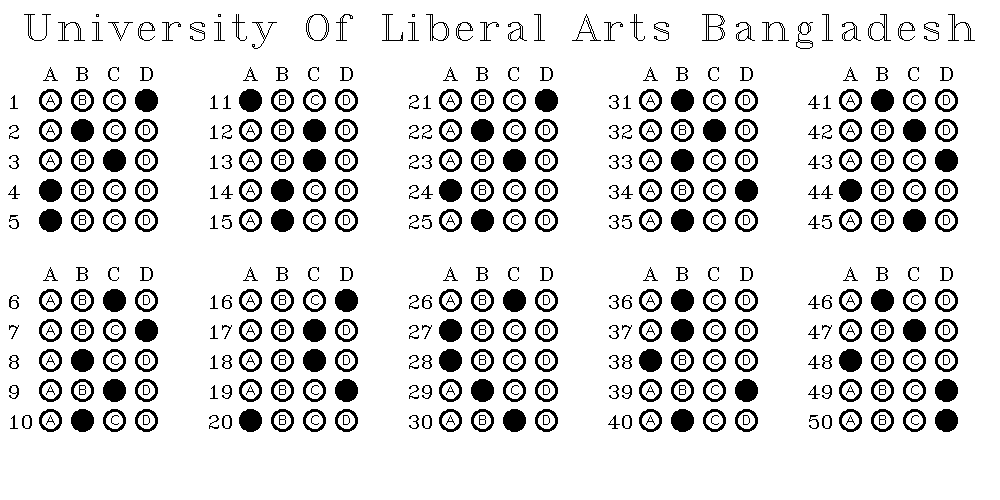 University Of Liberal Arts Bangladesh
A B C D A B C D A B C D A B C D A B C D
1 A B C 11 B C D 21 A B C 31 A C D 41 A C D
2 A C D 12 A B D 22 A C D 32 A B D 42 A B D
3 A B D 13 A B D 23 A B D 33 A C D 43 A B C
4 B C D 14 A C D 24 B C D 34 A B C 44 B C D
5 B C D 15 A C D 25 A C D 35 A C D 45 A B D
A B C D A B C D A B C D A B C D A B C D
6 A B D 16 A B C 26 A B D 36 A C D 46 A C D
7 A B C 17 A B D 27 B C D 37 A C D 47 A B D
8 A C D 18 A B D 28 B C D 38 B C D 48 B C D
9 A B D 19 A B C 29 A C D 39 A B C 49 A B C
10 A C D 20 B C D 30 A B D 40 A C D 50 A B C